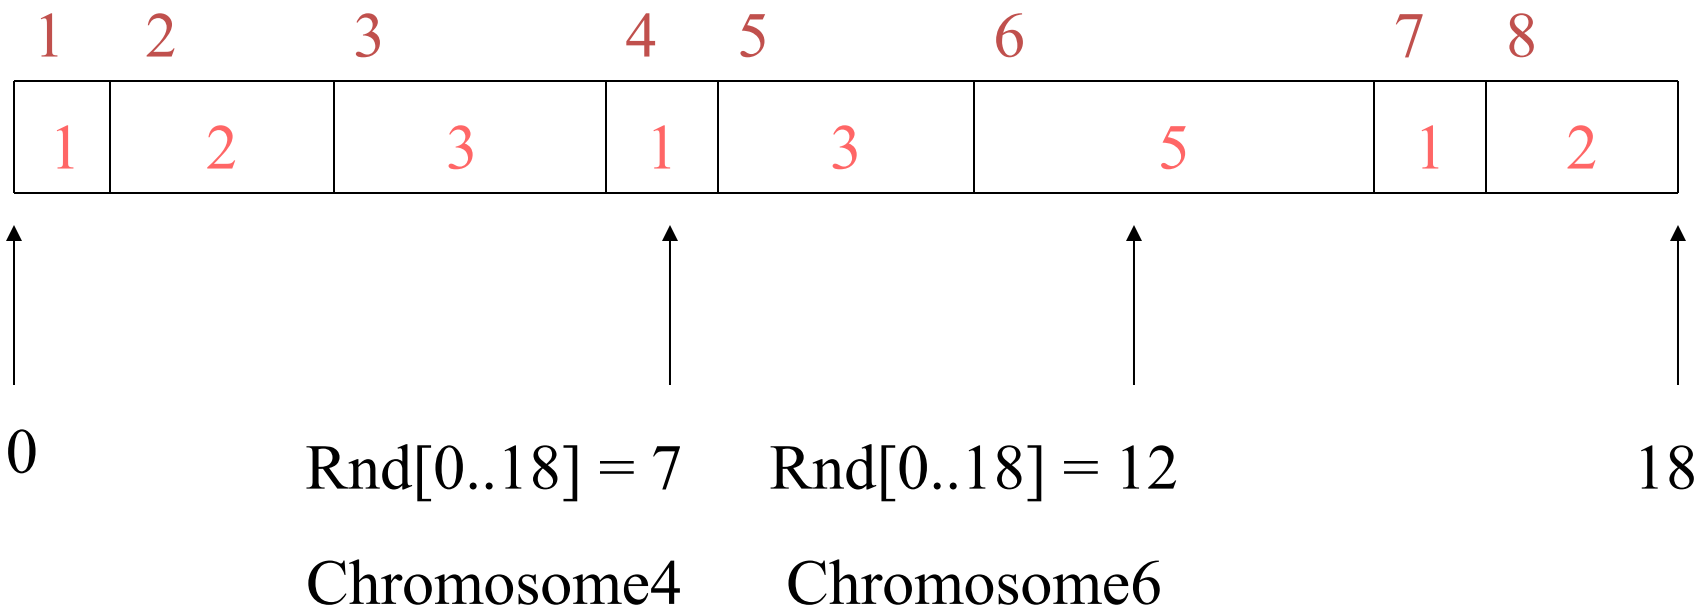 1 2 3 4 5 6 7 8
1 2 3 1 3 5 1 2
0 Rnd[0..18] = 7 Rnd[0..18] = 12 18
Chromosome4 Chromosome6